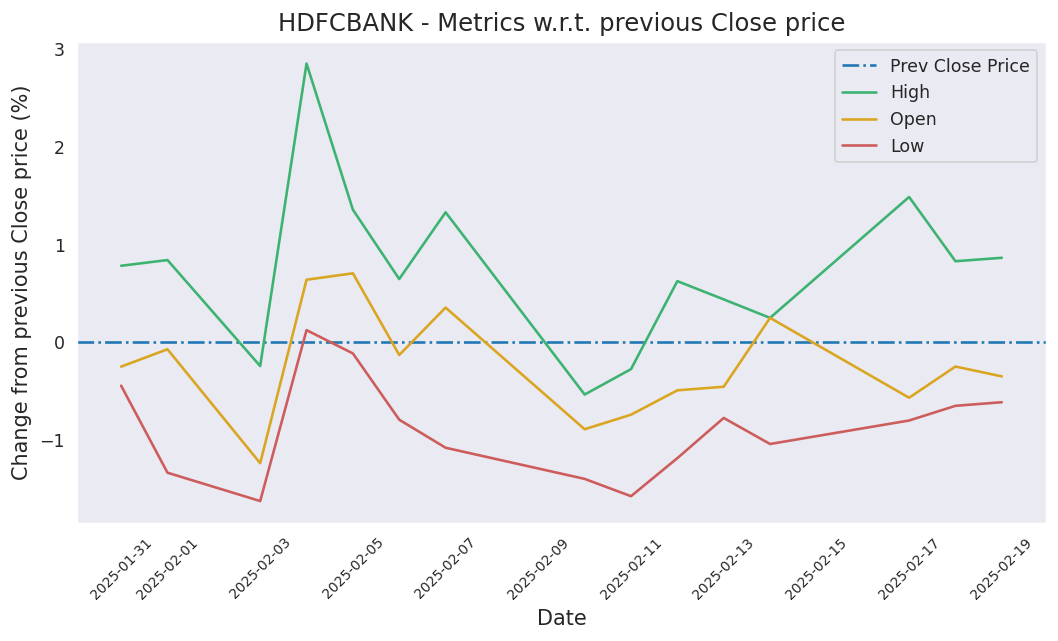 HDFCBANK - Metrics w.r.t. previous Close price
Change from previous Close price (%)
3
2
1
0
−1
Prev Close Price
High
Open
Low
2025-01-31
2025-02-01
2025-02-03
2025-02-05
2025-02-07
2025-02-09
2025-02-11
2025-02-13
2025-02-15
2025-02-17
2025-02-19
Date